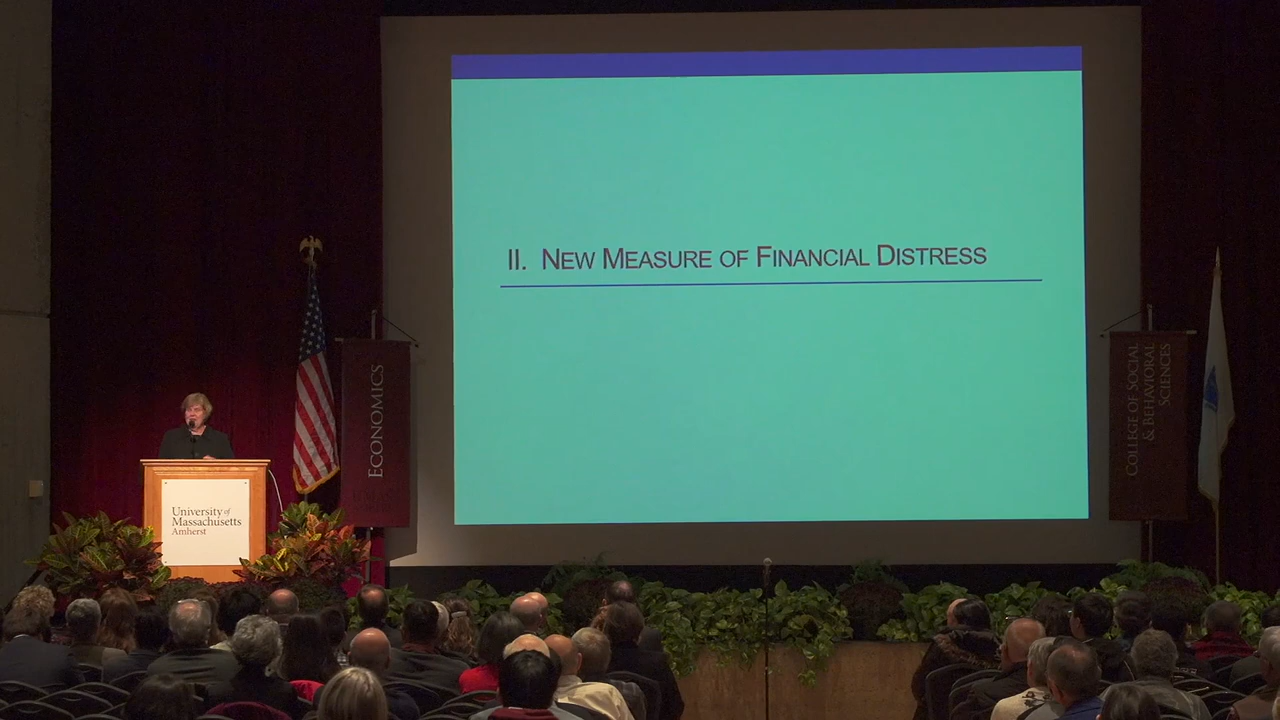 II. NEW MEASURE OF FINANCIAL DISTRESS
ECONOMICS
COLLEGE OF SOCIAL
& BEHAVIORAL
SCIENCES
University of
Massachusetts
Amherst